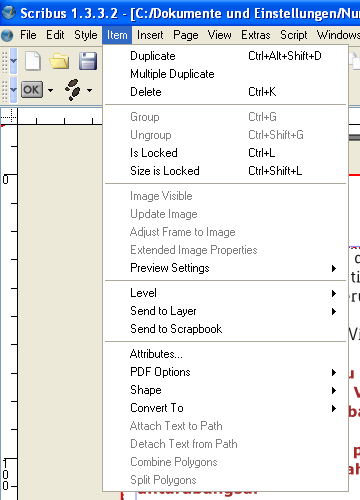 Scribus 1.3.3.2 - [C:/Dokumente und Einstellungen/Nu
File Edit Style Item Insert Page View Extras Script Windows
Duplicate Ctrl+Alt+Shift+D
Multiple Duplicate
Delete Ctrl+K
OK
Group Ctrl+G
Ungroup Ctrl+Shift+G
Is Locked Ctrl+L
Size is Locked Ctrl+Shift+L
0
Image Visible
Update Image
Adjust Frame to Image
Extended Image Properties
Preview Settings
Level
Send to Layer
Send to Scrapbook
Attributes...
PDF Options
Shape
Convert To
Attach Text to Path
Detach Text from Path
Combine Polygons
100
Split Polygons